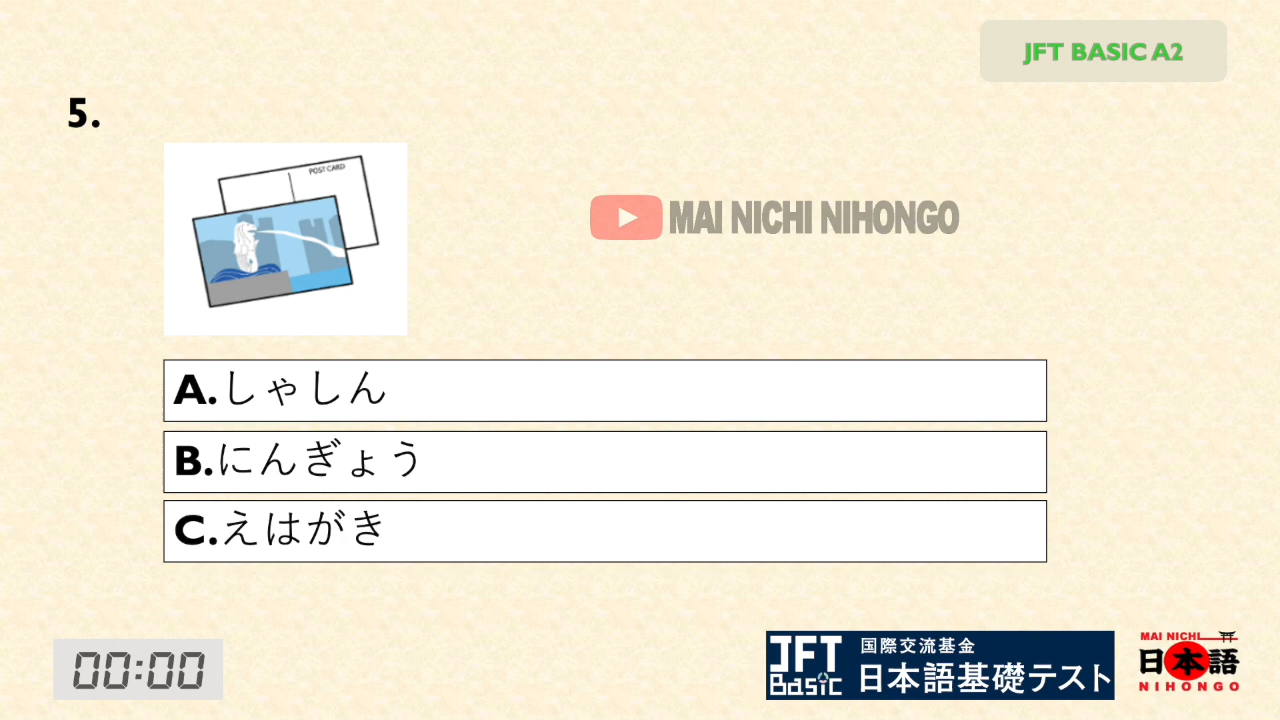 JFT BASIC A2
5.
POST CARD
MAI NICHI NIHONGO
A.しゃしん
B.にんぎょう
C.えはがき
00:00
JFT Basic
国際交流基金
日本語基礎テスト
MAI NICHI
日本語
NIHONGO